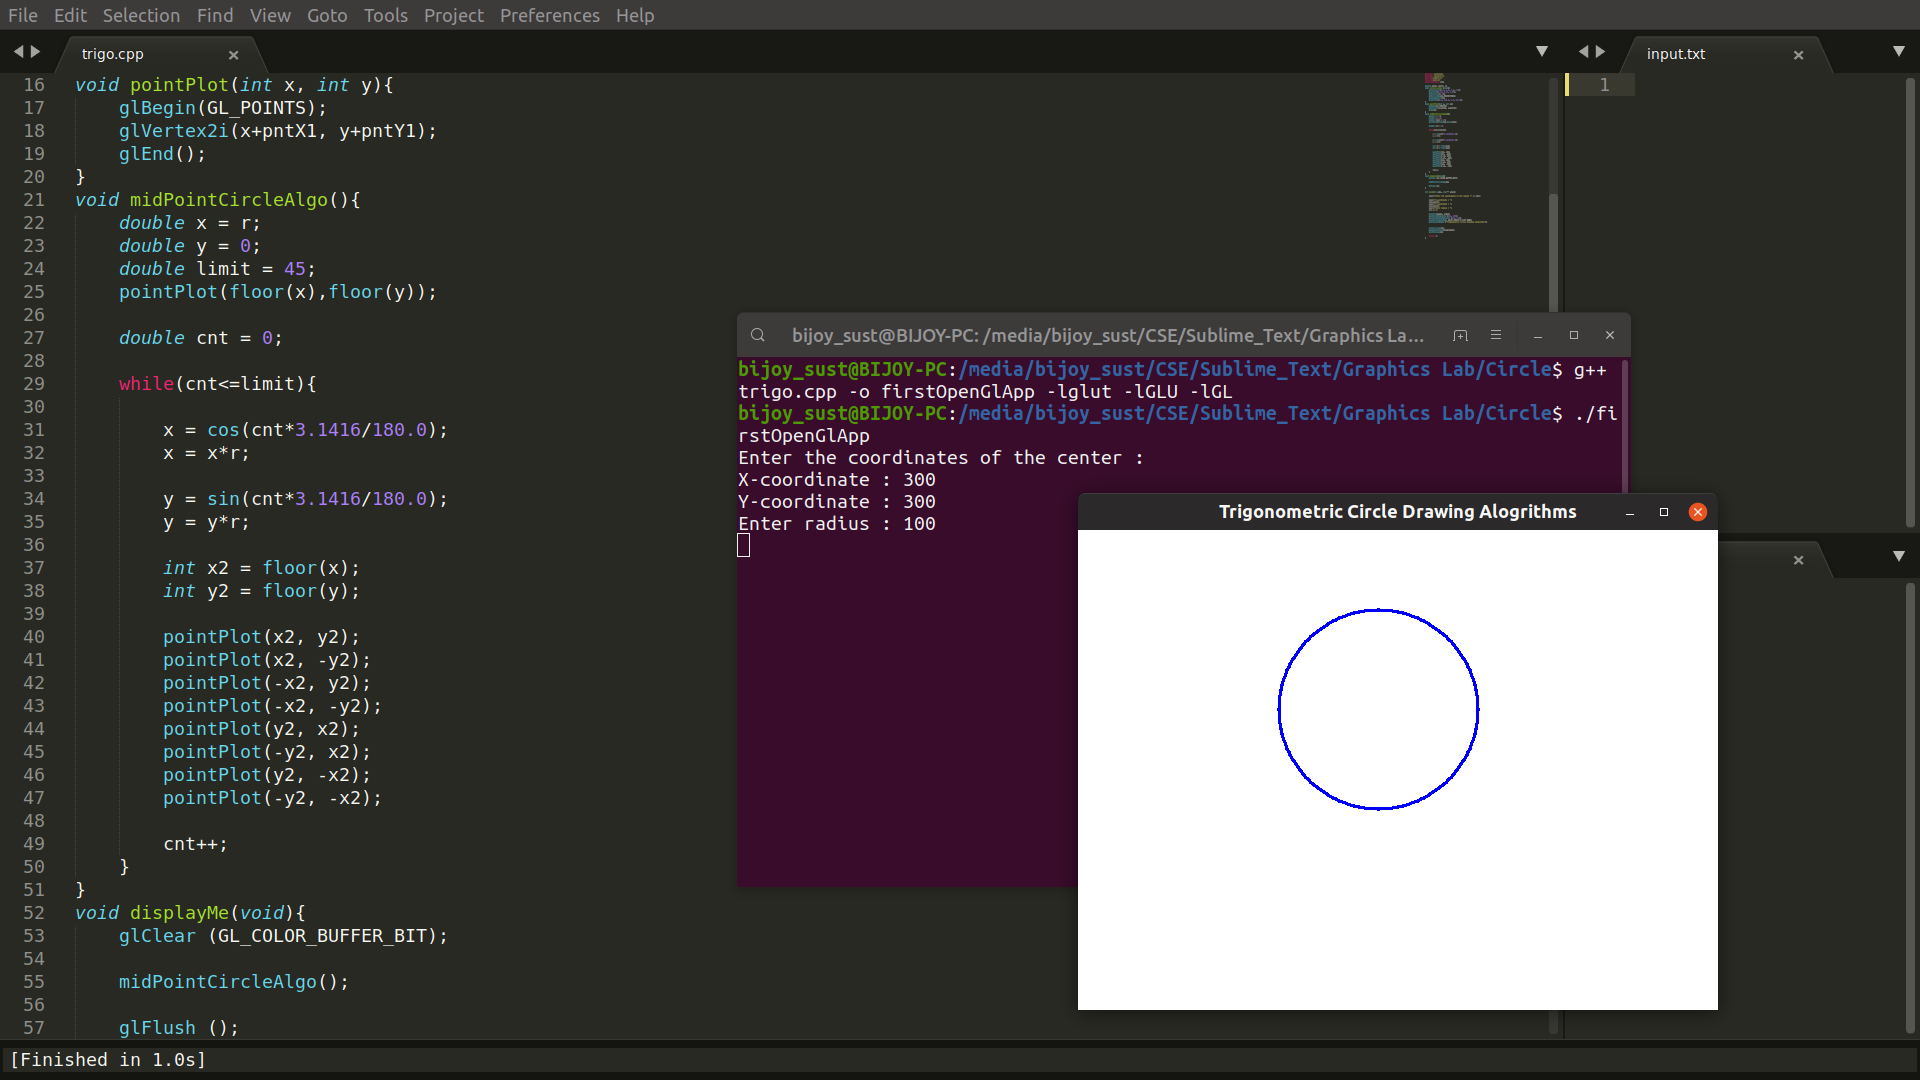 File Edit Selection Find View Goto Tools Project Preferences Help
trigo.cpp
input.txt
16 void pointPlot(int x, int y){
17 glBegin(GL_POINTS);
18 glVertex2i(x+pntX1, y+pntY1);
19 glEnd();
20 }
21 void midPointCircleAlgo(){
22 double x = r;
23 double y = 0;
24 double limit = 45;
25 pointPlot(floor(x),floor(y));
26
27 double cnt = 0;
28
29 while(cnt<=limit){
30
31 x = cos(cnt*3.1416/180.0);
32 x = x*r;
33
34 y = sin(cnt*3.1416/180.0);
35 y = y*r;
36
37 int x2 = floor(x);
38 int y2 = floor(y);
39
40 pointPlot(x2, y2);
41 pointPlot(x2, -y2);
42 pointPlot(-x2, y2);
43 pointPlot(-x2, -y2);
44 pointPlot(y2, x2);
45 pointPlot(-y2, x2);
46 pointPlot(y2, -x2);
47 pointPlot(-y2, -x2);
48
49 cnt++;
50 }
51 }
52 void displayMe(void){
53 glClear (GL_COLOR_BUFFER_BIT);
54
55 midPointCircleAlgo();
56
57 glFlush ();
1
bijoy_sust@BIJOY-PC: /media/bijoy_sust/CSE/Sublime_Text/Graphics La...
bijoy_sust@BIJOY-PC:/media/bijoy_sust/CSE/Sublime_Text/Graphics Lab/Circle$ g++
trigo.cpp -o firstOpenGlApp -lglut -lGLU -lGL
bijoy_sust@BIJOY-PC:/media/bijoy_sust/CSE/Sublime_Text/Graphics Lab/Circle$ ./fi
rstOpenGlApp
Enter the coordinates of the center :
X-coordinate : 300
Y-coordinate : 300
Enter radius : 100
Trigonometric Circle Drawing Alogrithms
[Finished in 1.0s]